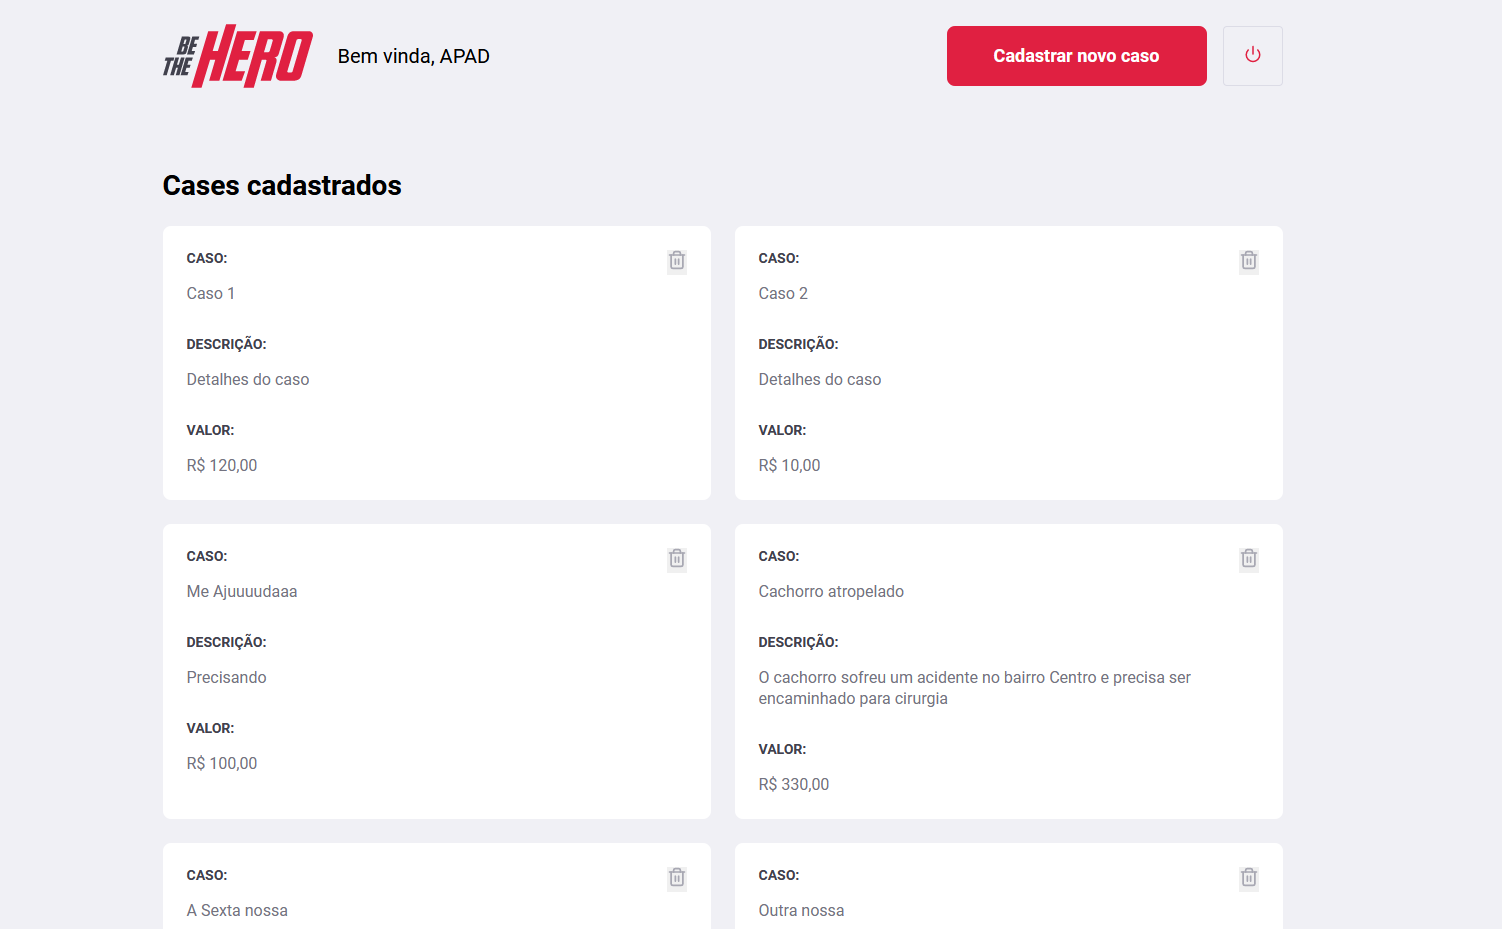 BE THE HERO
Bem vinda, APAD
Cadastrar novo caso
Cases cadastrados
CASO:
Caso 1
DESCRIÇÃO:
Detalhes do caso
VALOR:
R$ 120,00
CASO:
Caso 2
DESCRIÇÃO:
Detalhes do caso
VALOR:
R$ 10,00
CASO:
Me Ajuuuudaaa
DESCRIÇÃO:
Precisando
VALOR:
R$ 100,00
CASO:
Cachorro atropelado
DESCRIÇÃO:
O cachorro sofreu um acidente no bairro Centro e precisa ser
encaminhado para cirurgia
VALOR:
R$ 330,00
CASO:
A Sexta nossa
CASO:
Outra nossa